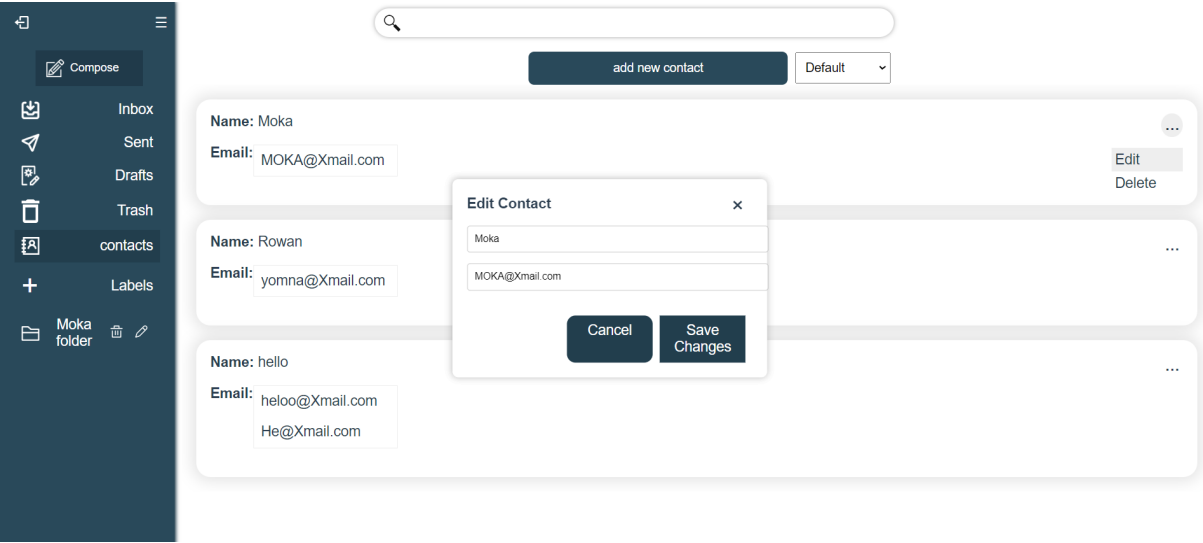 Compose
Inbox
Sent
Drafts
Trash
contacts
Labels
Moka
folder
add new contact
Default
Name: Moka
Email: MOKA@Xmail.com
...
Edit
Delete
Edit Contact
×
Moka
MOKA@Xmail.com
Cancel
Save
Changes
Name: Rowan
Email: yomna@Xmail.com
...
Name: hello
Email: heloo@Xmail.com
He@Xmail.com
...